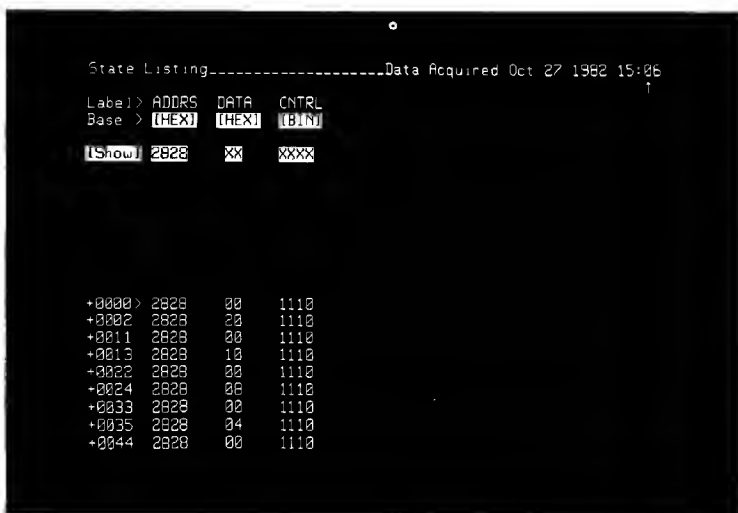 State Listing_____________________Data Acquired Oct 27 1982 15:06
Label> ADDRS DATA CNTRL
Base > [HEX] [HEX] [BIN]
[Show] 2828 XX XXXX
+0000> 2828 00 1110
+0002 2828 20 1110
+0011 2828 00 1110
+0013 2828 10 1110
+0022 2828 00 1110
+0024 2828 08 1110
+0033 2828 00 1110
+0035 2828 04 1110
+0044 2828 00 1110